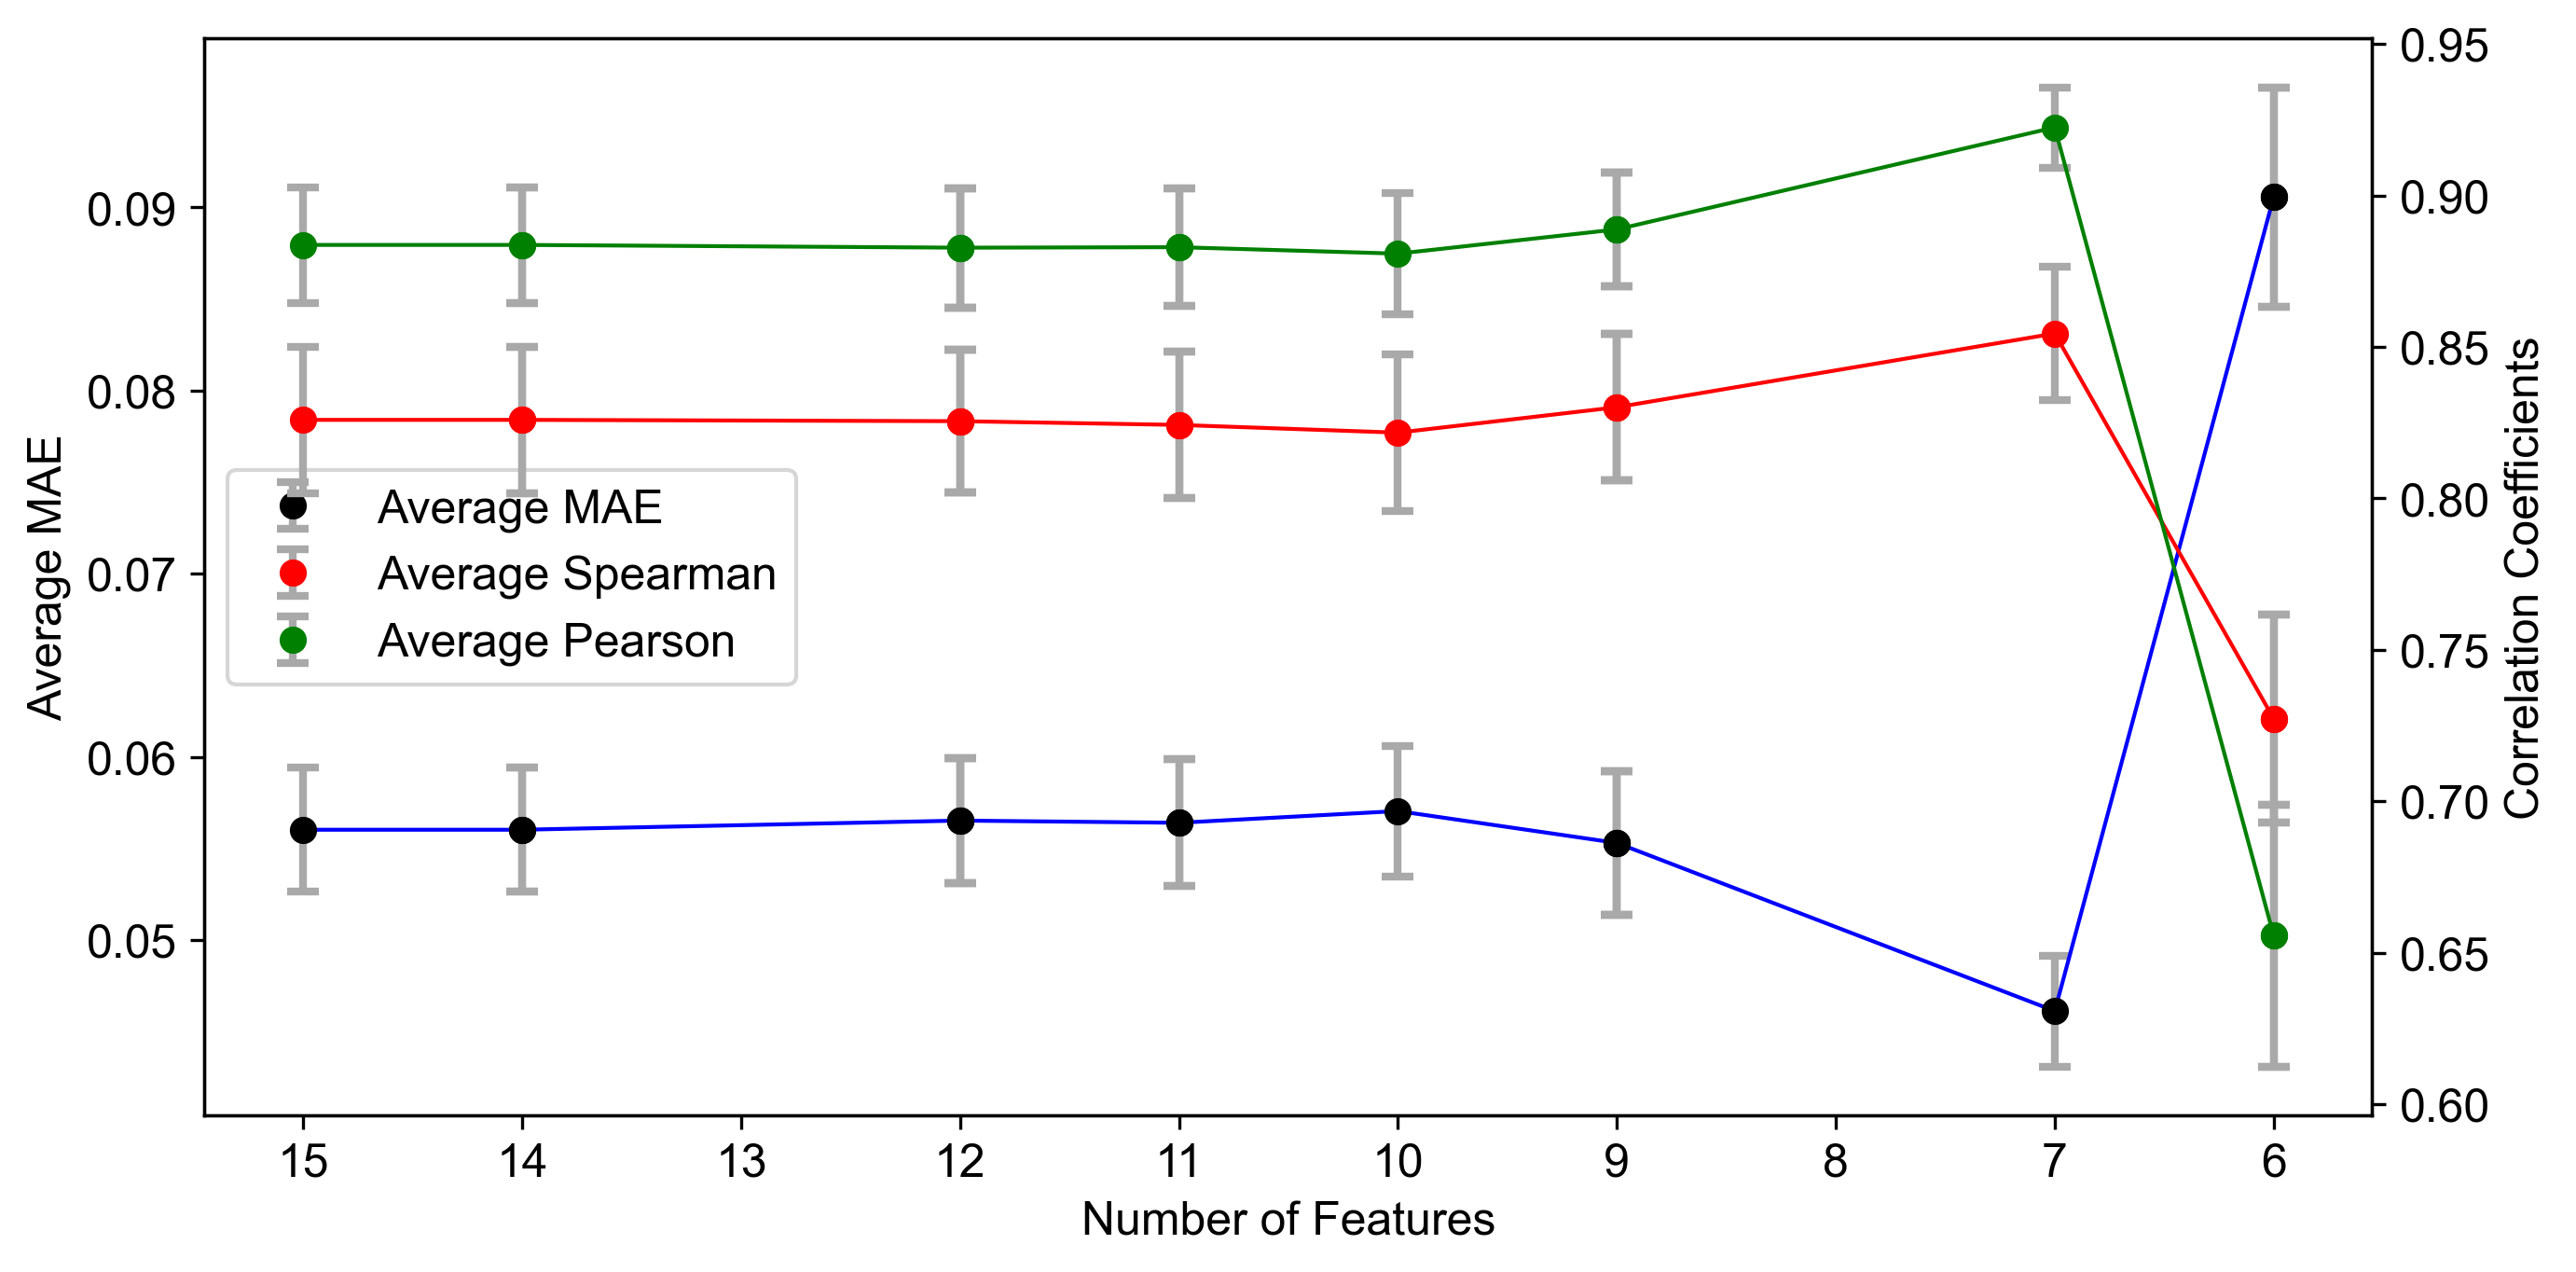 0.95
0.90
0.85
0.80
0.75
0.70
0.65
0.60
0.09
0.08
0.07
0.06
0.05
Average MAE
Correlation Coefficients
Average MAE
Average Spearman
Average Pearson
15 14 13 12 11 10 9 8 7 6
Number of Features